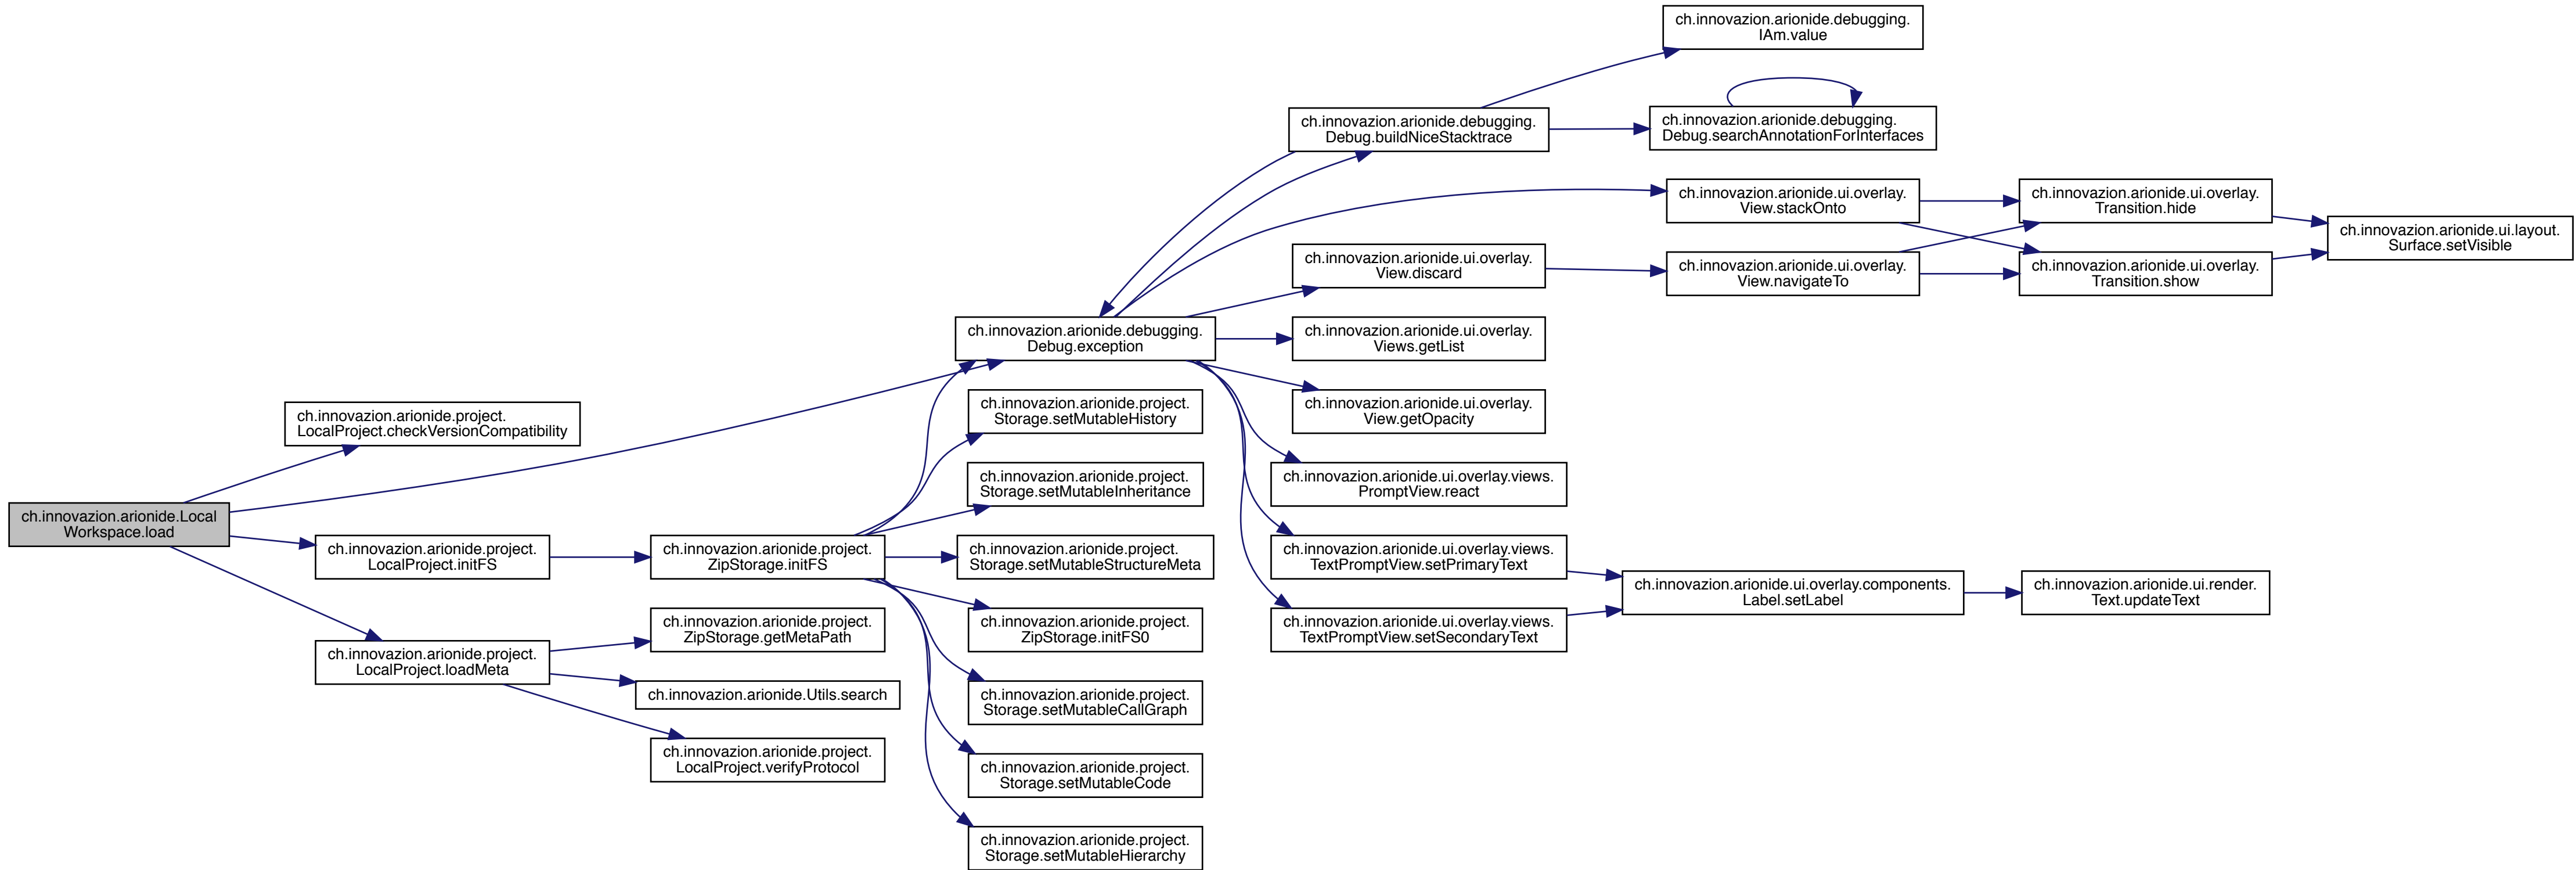 ch.innovazion.arionide.Local
Workspace.load
ch.innovazion.arionide.project.
LocalProject.checkVersionCompatibility
ch.innovazion.arionide.project.
LocalProject.initFS
ch.innovazion.arionide.project.
LocalProject.loadMeta
ch.innovazion.arionide.project.
ZipStorage.initFS
ch.innovazion.arionide.project.
ZipStorage.getMetaPath
ch.innovazion.arionide.Utils.search
ch.innovazion.arionide.project.
LocalProject.verifyProtocol
ch.innovazion.arionide.debugging.
Debug.exception
ch.innovazion.arionide.project.
Storage.setMutableHistory
ch.innovazion.arionide.project.
Storage.setMutableInheritance
ch.innovazion.arionide.project.
Storage.setMutableStructureMeta
ch.innovazion.arionide.project.
ZipStorage.initFS0
ch.innovazion.arionide.project.
Storage.setMutableCallGraph
ch.innovazion.arionide.project.
Storage.setMutableCode
ch.innovazion.arionide.project.
Storage.setMutableHierarchy
ch.innovazion.arionide.debugging.
Debug.buildNiceStacktrace
ch.innovazion.arionide.ui.overlay.
View.discard
ch.innovazion.arionide.ui.overlay.
Views.getList
ch.innovazion.arionide.ui.overlay.
View.getOpacity
ch.innovazion.arionide.ui.overlay.views.
PromptView.react
ch.innovazion.arionide.ui.overlay.views.
TextPromptView.setPrimaryText
ch.innovazion.arionide.ui.overlay.views.
TextPromptView.setSecondaryText
ch.innovazion.arionide.debugging.
IAm.value
ch.innovazion.arionide.debugging.
Debug.searchAnnotationForInterfaces
ch.innovazion.arionide.ui.overlay.
View.stackOnto
ch.innovazion.arionide.ui.overlay.
View.navigateTo
ch.innovazion.arionide.ui.overlay.components.
Label.setLabel
ch.innovazion.arionide.ui.overlay.
Transition.hide
ch.innovazion.arionide.ui.overlay.
Transition.show
ch.innovazion.arionide.ui.render.
Text.updateText
ch.innovazion.arionide.ui.layout.
Surface.setVisible